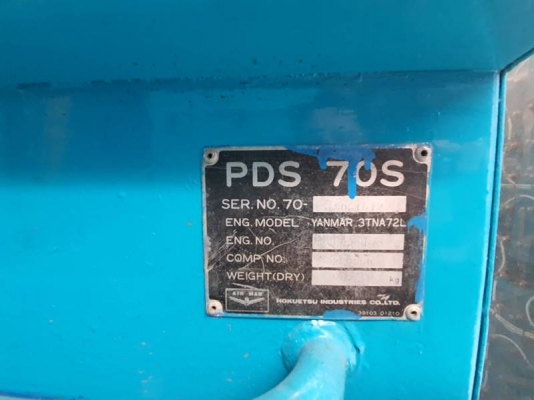 PDS 70S
SER. NO. 70-
ENG. MODEL YANMAR 3TNA72L
ENG. NO.
COMP. NO.
WEIGHT(DRY) kg
AIR MAN
HOKUETSU INDUSTRIES CO., LTD.